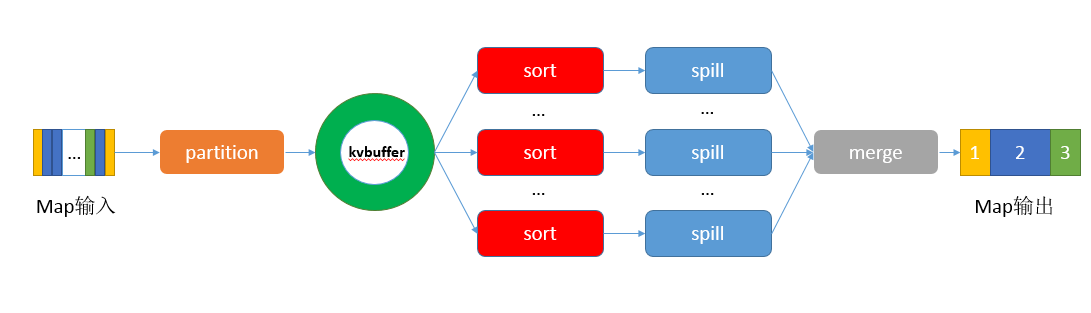 sort
spill
...
...
...
partition
kvbuffer
sort
spill
merge
1
2
3
Map输入
...
...
Map输出
sort
spill